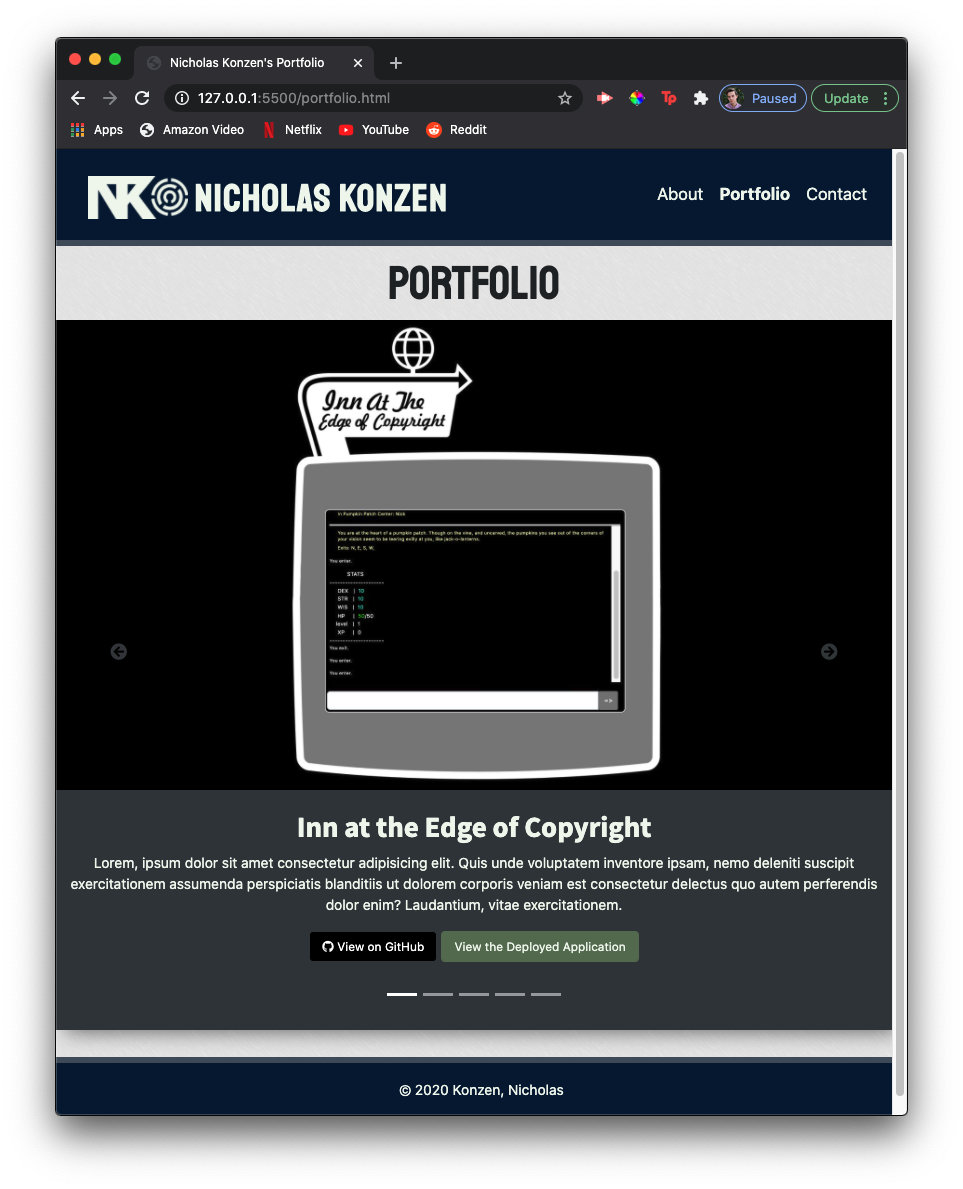 Nicholas Konzen's Portfolio
127.0.0.1:5500/portfolio.html
Tp
Paused
Update
Apps
Amazon Video
Netflix
YouTube
Reddit
NK NICHOLAS KONZEN
About Portfolio Contact
PORTFOLIO
Inn At The
Edge of Copyright
In Pumpkin Patch Center: Nick
You are at the heart of a pumpkin patch. Though on the vine, and uncarved, the pumpkins you see out of the corners of
your vision seem to be leering evilly at you, like jack-o-lanterns.
Exits: N, E, S, W,
You enter.
STATS
DEX | 10
STR | 10
WIS | 10
HP | 50/50
level | 1
XP | 0
You exit.
You enter.
You enter.
=>
Inn at the Edge of Copyright
Lorem, ipsum dolor sit amet consectetur adipisicing elit. Quis unde voluptatem inventore ipsam, nemo deleniti suscipit
exercitationem assumenda perspiciatis blanditiis ut dolorem corporis veniam est consectetur delectus quo autem perferendis
dolor enim? Laudantium, vitae exercitationem.
View on GitHub
View the Deployed Application
© 2020 Konzen, Nicholas